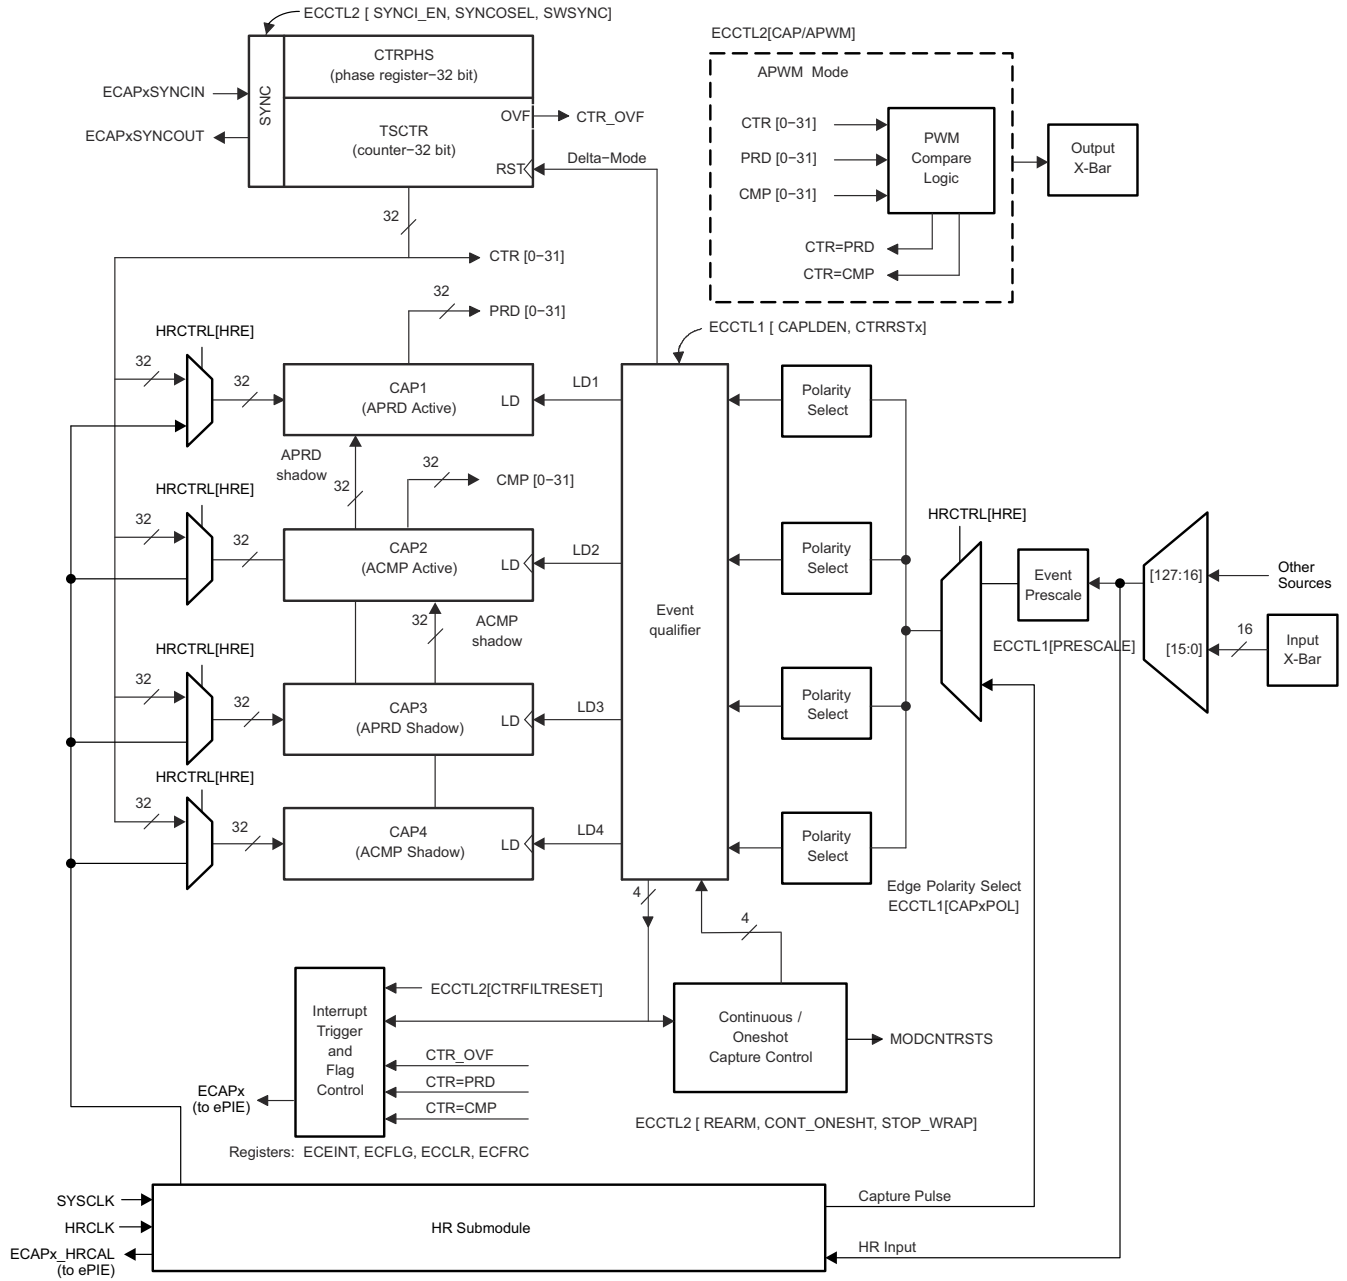 ECCTL2 [ SYNCI_EN, SYNCOSEL, SWSYNC]
ECCTL2[CAP/APWM]
SYNC
CTRPHS
(phase register−32 bit)
APWM Mode
ECAPxSYNCIN
ECAPxSYNCOUT
OVF
CTR_OVF
TSCTR
(counter−32 bit)
RST
Delta−Mode
CTR [0−31]
PRD [0−31]
CMP [0−31]
PWM
Compare
Logic
Output
X-Bar
CTR=PRD
CTR=CMP
32
CTR [0−31]
32
PRD [0−31]
ECCTL1 [ CAPLDEN, CTRRSTx]
HRCTRL[HRE]
32
32
CAP1
(APRD Active)
LD
LD1
Polarity
Select
APRD
shadow
32
32
CMP [0−31]
HRCTRL[HRE]
32
32
CAP2
(ACMP Active)
LD
LD2
Polarity
Select
HRCTRL[HRE]
Event
Prescale
ECCTL1[PRESCALE]
[127:16]
Other
Sources
[15:0]
16
Input
X-Bar
32
ACMP
shadow
Event
qualifier
HRCTRL[HRE]
32
32
CAP3
(APRD Shadow)
LD
LD3
Polarity
Select
HRCTRL[HRE]
32
32
CAP4
(ACMP Shadow)
LD
LD4
Polarity
Select
Edge Polarity Select
ECCTL1[CAPxPOL]
4
4
Interrupt
Trigger
and
Flag
Control
ECCTL2[CTRFILTRESET]
CTR_OVF
CTR=PRD
CTR=CMP
ECAPx
(to ePIE)
Continuous /
Oneshot
Capture Control
MODCNTRSTS
ECCTL2 [ REARM, CONT_ONESHT, STOP_WRAP]
Registers: ECEINT, ECFLG, ECCLR, ECFRC
SYSCLK
HRCLK
ECAPx_HRCAL
(to ePIE)
HR Submodule
Capture Pulse
HR Input